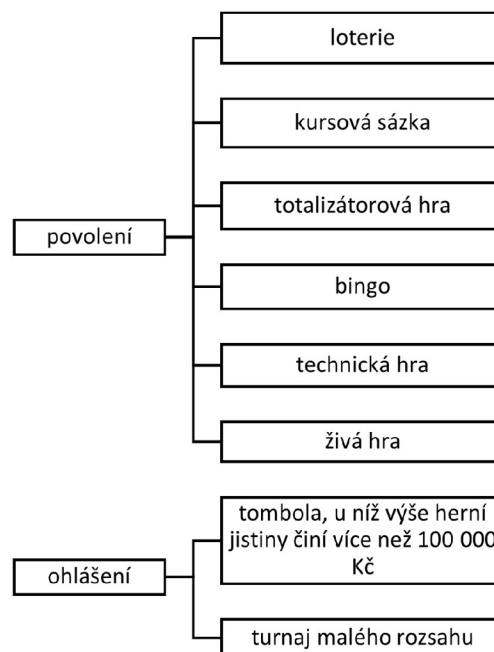 loterie
kursová sázka
totalizátorová hra
povolení
bingo
technická hra
živá hra
tombola, u níž výše herní
jistiny činí více než 100 000
Kč
ohlášení
turnaj malého rozsahu